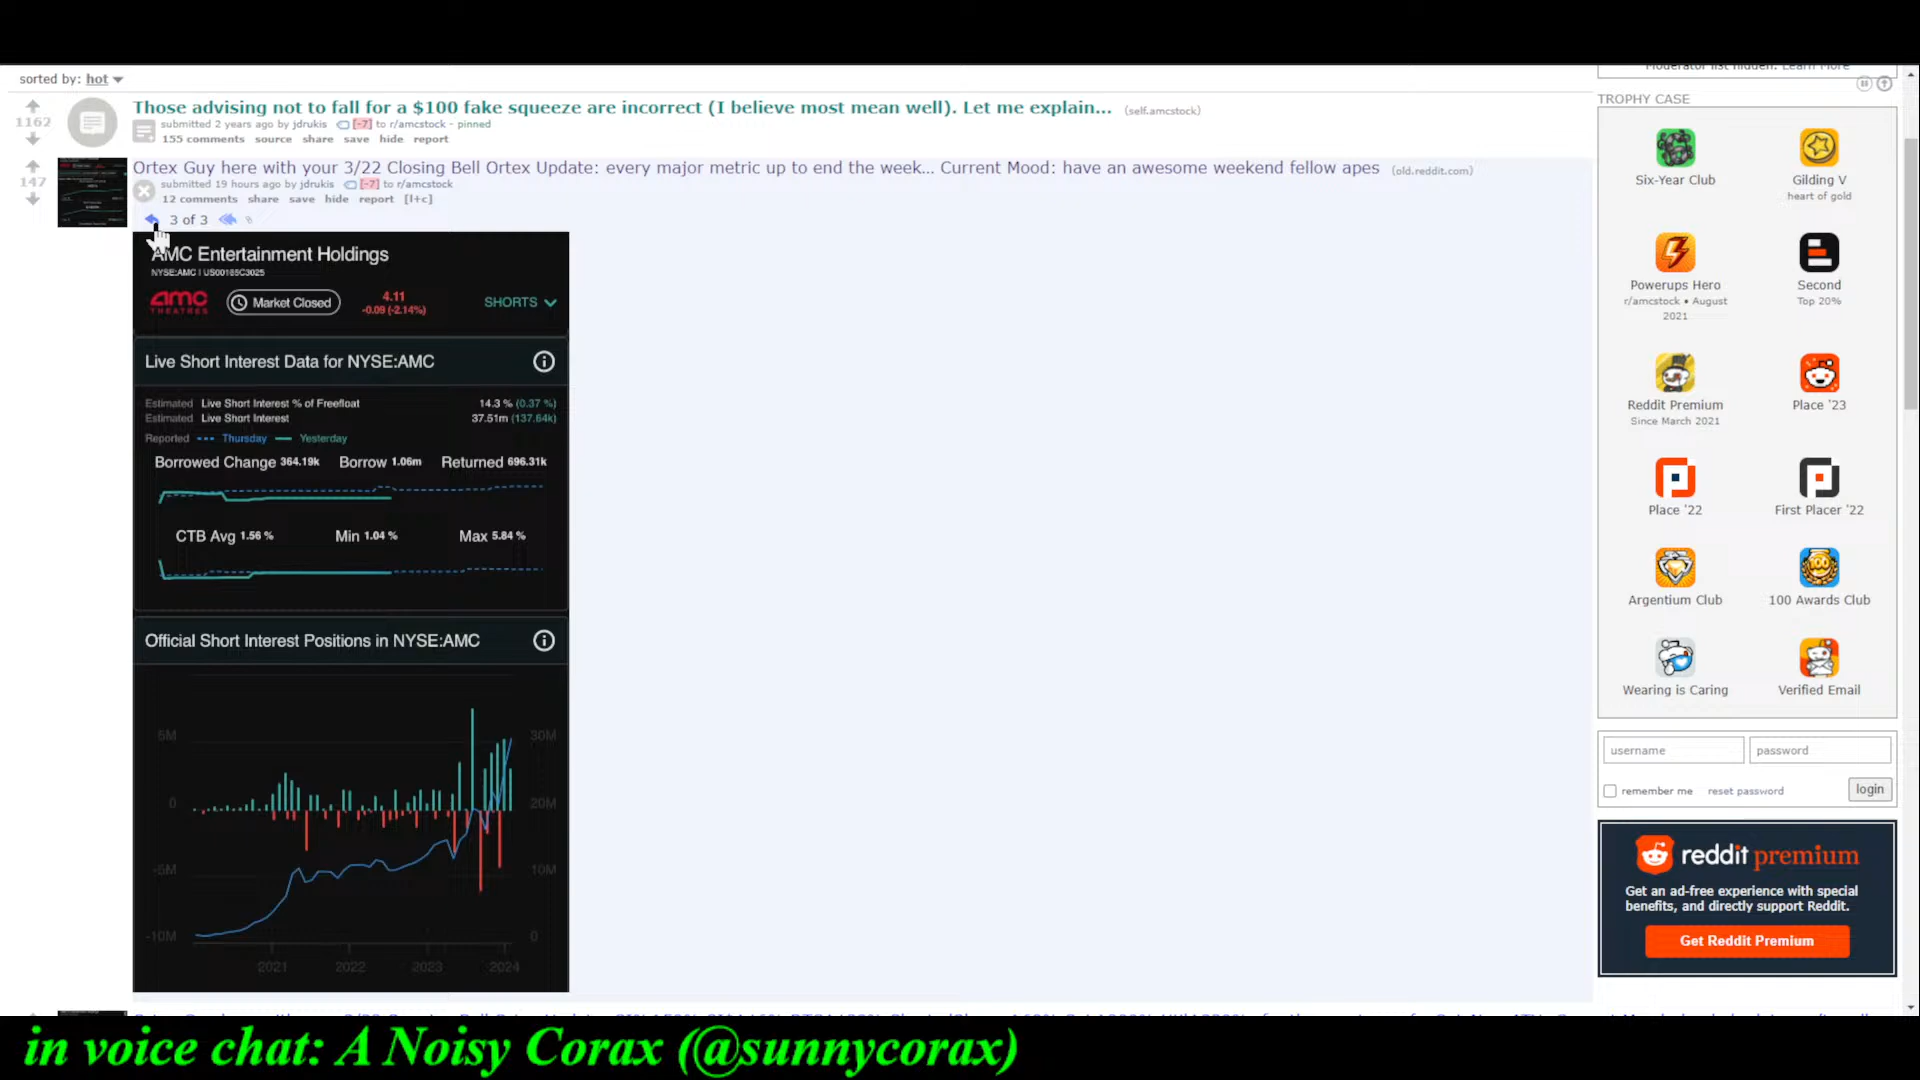 Moderator list hidden. Learn More
sorted by: hot
TROPHY CASE
1162
Those advising not to fall for a $100 fake squeeze are incorrect (I believe most mean well). Let me explain... (self.amcstock)
submitted 2 years ago by jdrukis [-7] to r/amcstock - pinned
155 comments source share save hide report
147
Ortex Guy here with your 3/22 Closing Bell Ortex Update: every major metric up to end the week... Current Mood: have an awesome weekend fellow apes (old.reddit.com)
submitted 19 hours ago by jdrukis [-7] to r/amcstock
12 comments share save hide report [l+c]
3 of 3
AMC Entertainment Holdings
NYSE:AMC | US00165C3025
amc THEATRES
Market Closed
4.11
-0.09 (-2.14%)
SHORTS
Live Short Interest Data for NYSE:AMC
Estimated Live Short Interest % of Freefloat 14.3 % (0.37 %)
Estimated Live Short Interest 37.51m (137.64k)
Reported Thursday Yesterday
Borrowed Change 364.19k Borrow 1.06m Returned 696.31k
CTB Avg 1.56 % Min 1.04 % Max 5.84 %
Official Short Interest Positions in NYSE:AMC
5M 30M
0 20M
-5M 10M
-10M 0
2021 2022 2023 2024
Six-Year Club
Gilding V
heart of gold
Powerups Hero
r/amcstock • August 2021
Second
Top 20%
Reddit Premium
Since March 2021
Place '23
Place '22
First Placer '22
Argentium Club
100
100 Awards Club
Wearing is Caring
Verified Email
username password
remember me reset password login
reddit premium
Get an ad-free experience with special
benefits, and directly support Reddit.
Get Reddit Premium
in voice chat: A Noisy Corax (@sunnycorax)